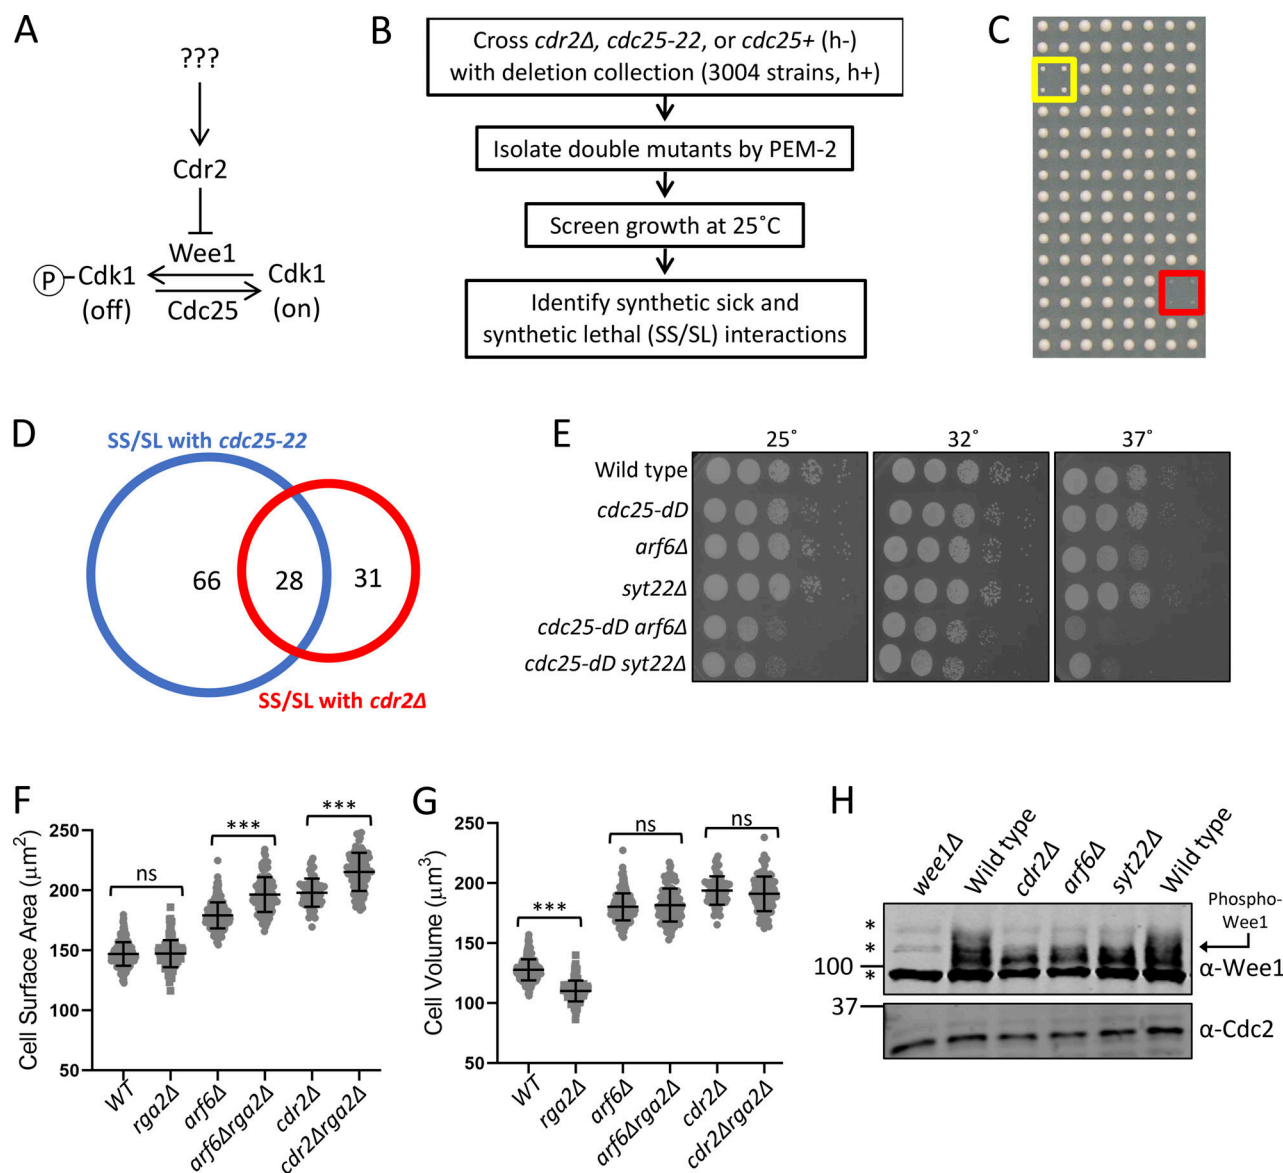 A
???
Cdr2
Wee1
P
Cdk1
Cdk1
(off)
Cdc25
(on)
B
Cross cdr2Δ, cdc25-22, or cdc25+ (h-)
with deletion collection (3004 strains, h+)
Isolate double mutants by PEM-2
Screen growth at 25˚C
Identify synthetic sick and
synthetic lethal (SS/SL) interactions
C
D
SS/SL with cdc25-22
66
28
31
SS/SL with cdr2Δ
E
25˚
32˚
37˚
Wild type
cdc25-dD
arf6Δ
syt22Δ
cdc25-dD arf6Δ
cdc25-dD syt22Δ
F
Cell Surface Area (μm²)
250
200
150
100
50
ns
***
***
WT
rga2Δ
arf6Δ
arf6Δrga2Δ
cdr2Δ
cdr2Δrga2Δ
G
Cell Volume (μm³)
250
200
150
100
50
***
ns
ns
WT
rga2Δ
arf6Δ
arf6Δrga2Δ
cdr2Δ
cdr2Δrga2Δ
H
wee1Δ
Wild type
cdr2Δ
arf6Δ
syt22Δ
Wild type
Phospho-
Wee1
*
*
100
*
α-Wee1
37
α-Cdc2